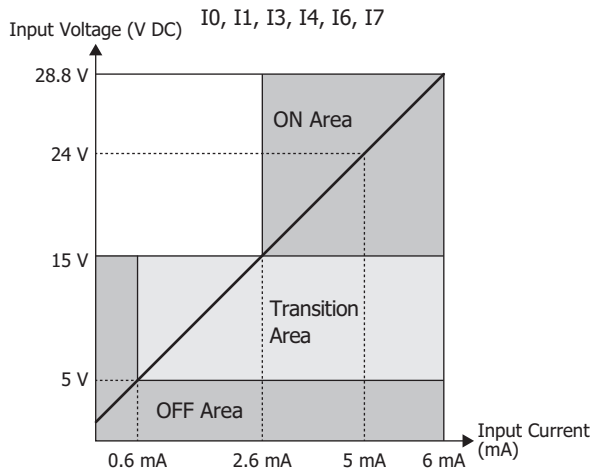 I0, I1, I3, I4, I6, I7
Input Voltage (V DC)
28.8 V
ON Area
24 V
15 V
Transition
Area
5 V
OFF Area
Input Current
(mA)
0.6 mA
2.6 mA
5 mA
6 mA